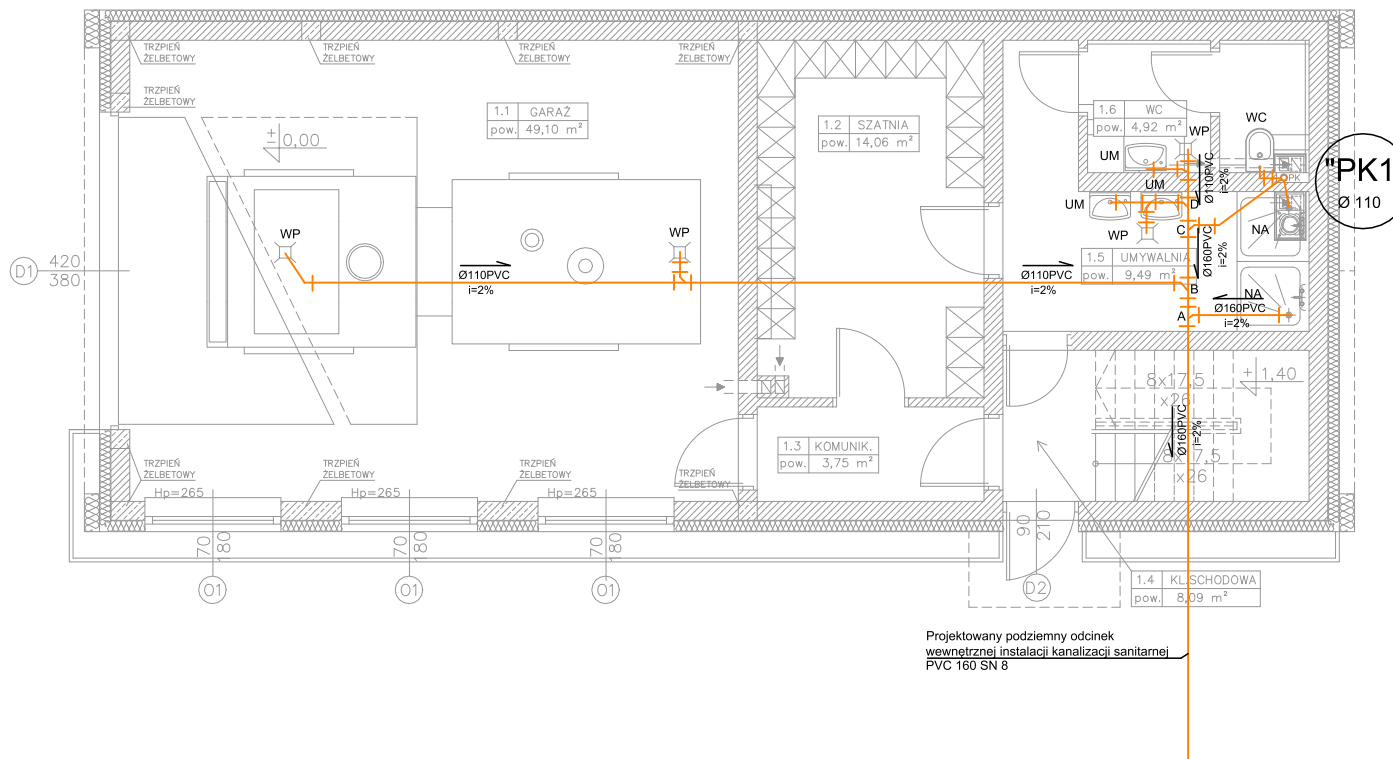 TRZPIEŃ
ŻELBETOWY
TRZPIEŃ
ŻELBETOWY
TRZPIEŃ
ŻELBETOWY
TRZPIEŃ
ŻELBETOWY
TRZPIEŃ
ŻELBETOWY
1.1 GARAŻ
pow. 49,10 m²
± 0,00
1.2 SZATNIA
pow. 14,06 m²
1.6 WC
pow. 4,92 m²
WP
WC
UM
UM
UM
WP
Ø110PVC
i=2%
D
C
PK
"PK1
Ø 110
NA
1.5 UMYWALNIA
pow. 9,49 m²
Ø160PVC
i=2%
WP
WP
D1
420
380
Ø110PVC
i=2%
Ø110PVC
i=2%
B
A
NA
Ø160PVC
i=2%
8x17,5
x26
+ 1,40
Ø160PVC
i=2%
8x17,5
x26
1.3 KOMUNIK.
pow. 3,75 m²
TRZPIEŃ
ŻELBETOWY
TRZPIEŃ
ŻELBETOWY
TRZPIEŃ
ŻELBETOWY
TRZPIEŃ
ŻELBETOWY
Hp=265
Hp=265
Hp=265
70
180
70
180
70
180
90
210
O1
O1
O1
D2
1.4 KL.SCHODOWA
pow. 8,09 m²
Projektowany podziemny odcinek
wewnętrznej instalacji kanalizacji sanitarnej
PVC 160 SN 8